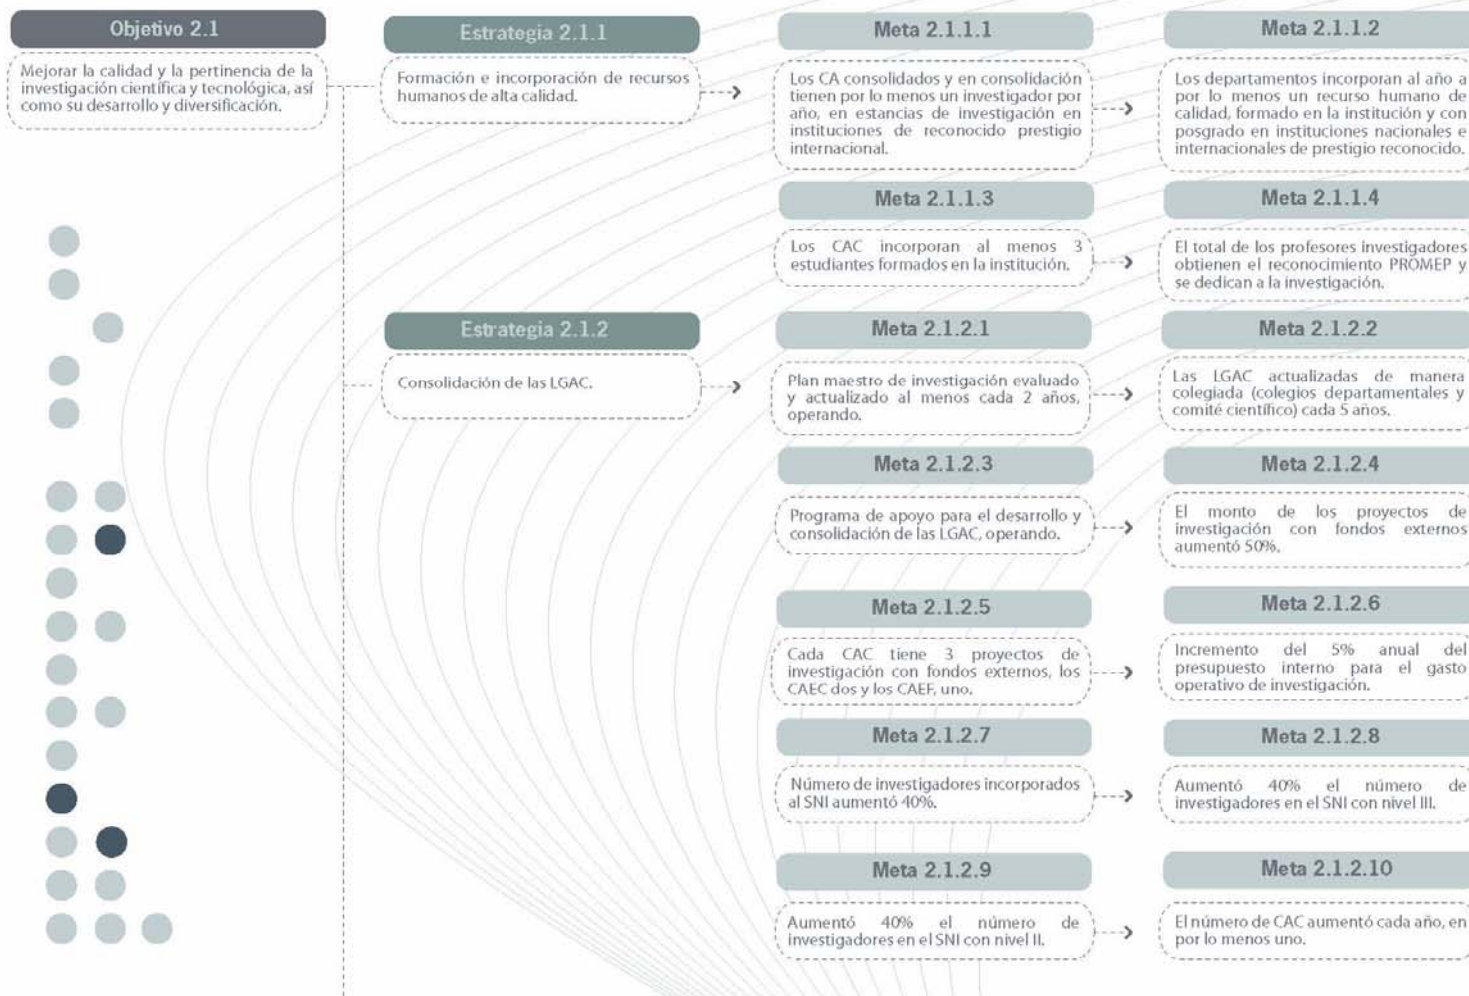 Objetivo 2.1
Mejorar la calidad y la pertinencia de la
investigación científica y tecnológica, así
como su desarrollo y diversificación.
Estrategia 2.1.1
Formación e incorporación de recursos
humanos de alta calidad.
Meta 2.1.1.1
Los CA consolidados y en consolidación
tienen por lo menos un investigador por
año, en estancias de investigación en
instituciones de reconocido prestigio
internacional.
Meta 2.1.1.2
Los departamentos incorporan al año a
por lo menos un recurso humano de
calidad, formado en la institución y con
posgrado en instituciones nacionales e
internacionales de prestigio reconocido.
Meta 2.1.1.3
Los CAC incorporan al menos 3
estudiantes formados en la institución.
Meta 2.1.1.4
El total de los profesores investigadores
obtienen el reconocimiento PROMEP y
se dedican a la investigación.
Estrategia 2.1.2
Consolidación de las LGAC.
Meta 2.1.2.1
Plan maestro de investigación evaluado
y actualizado al menos cada 2 años,
operando.
Meta 2.1.2.2
Las LGAC actualizadas de manera
colegiada (colegios departamentales y
comité científico) cada 5 años.
Meta 2.1.2.3
Programa de apoyo para el desarrollo y
consolidación de las LGAC, operando.
Meta 2.1.2.4
El monto de los proyectos de
investigación con fondos externos
aumentó 50%.
Meta 2.1.2.5
Cada CAC tiene 3 proyectos de
investigación con fondos externos, los
CAEC dos y los CAEF, uno.
Meta 2.1.2.6
Incremento del 5% anual del
presupuesto interno para el gasto
operativo de investigación.
Meta 2.1.2.7
Número de investigadores incorporados
al SNI aumentó 40%.
Meta 2.1.2.8
Aumentó 40% el número de
investigadores en el SNI con nivel III.
Meta 2.1.2.9
Aumentó 40% el número de
investigadores en el SNI con nivel II.
Meta 2.1.2.10
El número de CAC aumentó cada año, en
por lo menos uno.